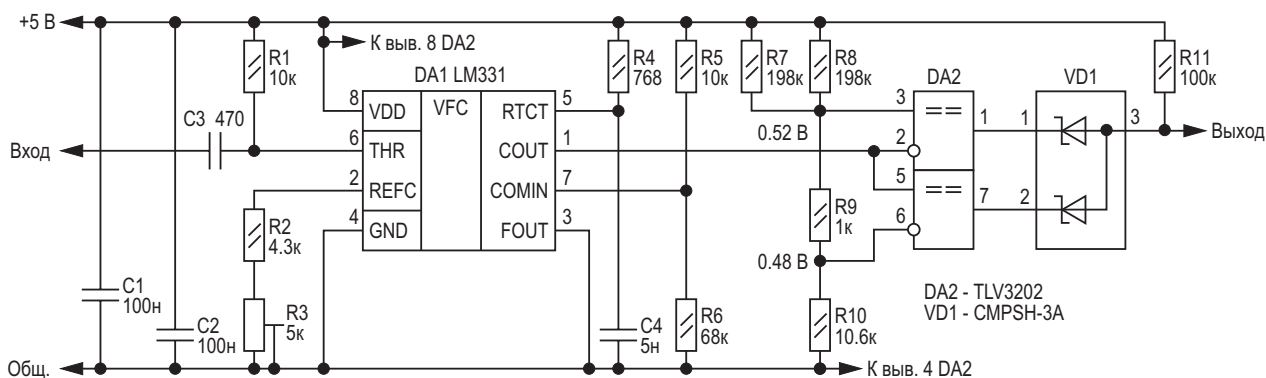 +5 В
К выв. 8 DA2
R1
10к
DA1 LM331
R4
768
R5
10к
R7
198к
R8
198к
R11
100к
DA2
VD1
8
VDD
VFC
RTCT
5
3
==
1
1
3
Выход
C3 470
6
THR
COUT
1
0.52 В
2
Вход
2
REFC
COMIN
7
5
==
7
2
4
GND
FOUT
3
6
R2
4.3к
R9
1к
0.48 В
C1
100н
C2
100н
R3
5к
C4
5н
R6
68к
R10
10.6к
DA2 - TLV3202
VD1 - CMPSH-3A
Общ.
К выв. 4 DA2